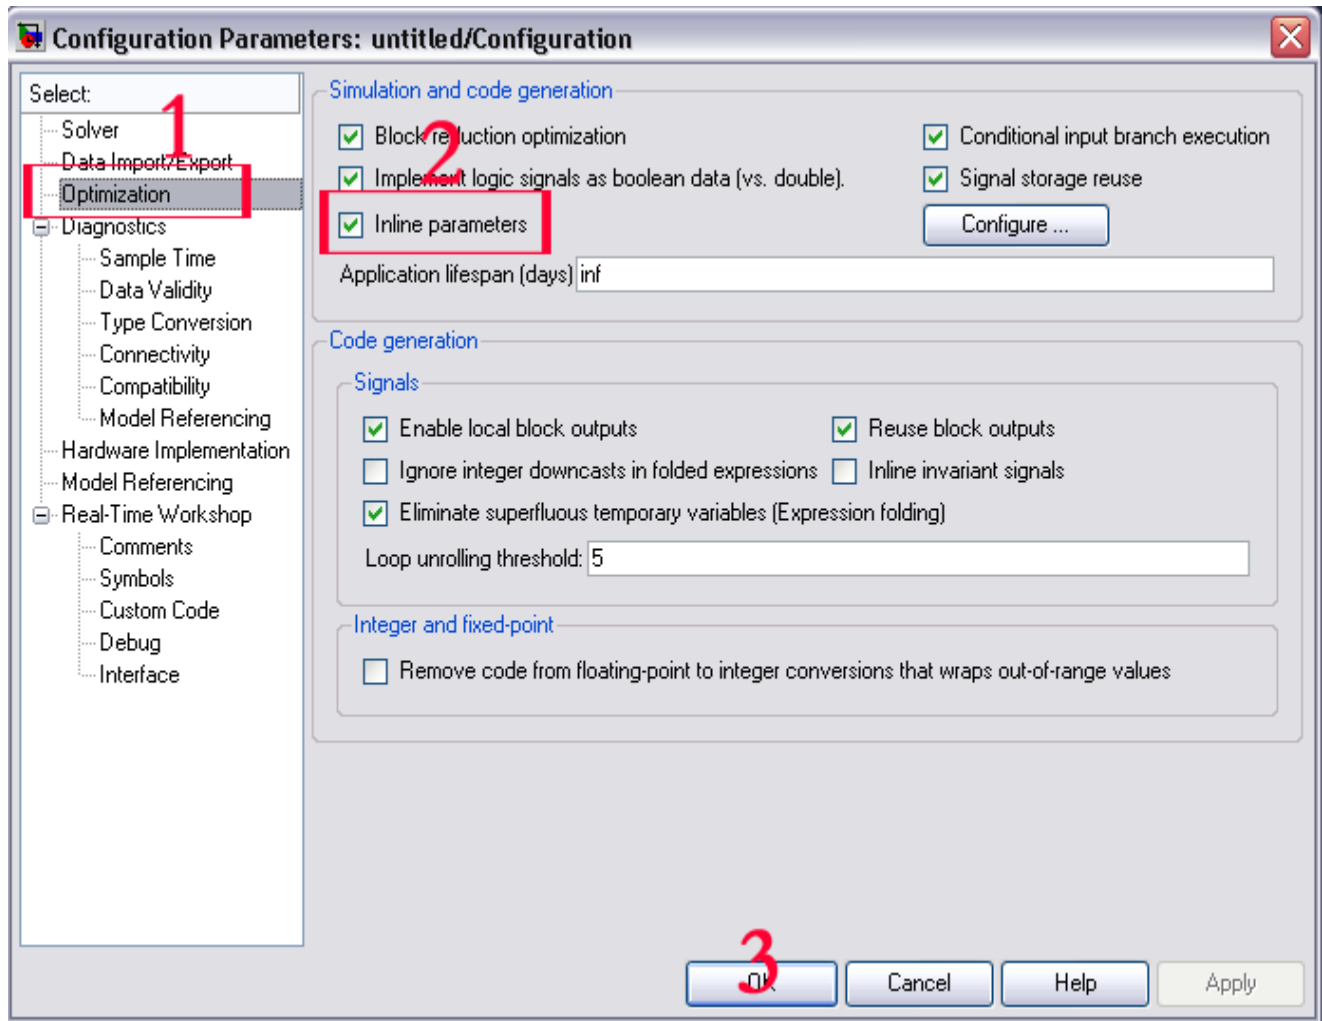 Configuration Parameters: untitled/Configuration
Select:
Solver
Data Import/Export
Optimization
Diagnostics
Sample Time
Data Validity
Type Conversion
Connectivity
Compatibility
Model Referencing
Hardware Implementation
Model Referencing
Real-Time Workshop
Comments
Symbols
Custom Code
Debug
Interface
1
Simulation and code generation
2
Block reduction optimization
Conditional input branch execution
Implement logic signals as boolean data (vs. double).
Signal storage reuse
Inline parameters
Configure ...
Application lifespan (days) inf
Code generation
Signals
Enable local block outputs
Reuse block outputs
Ignore integer downcasts in folded expressions
Inline invariant signals
Eliminate superfluous temporary variables (Expression folding)
Loop unrolling threshold: 5
Integer and fixed-point
Remove code from floating-point to integer conversions that wraps out-of-range values
3
OK
Cancel
Help
Apply